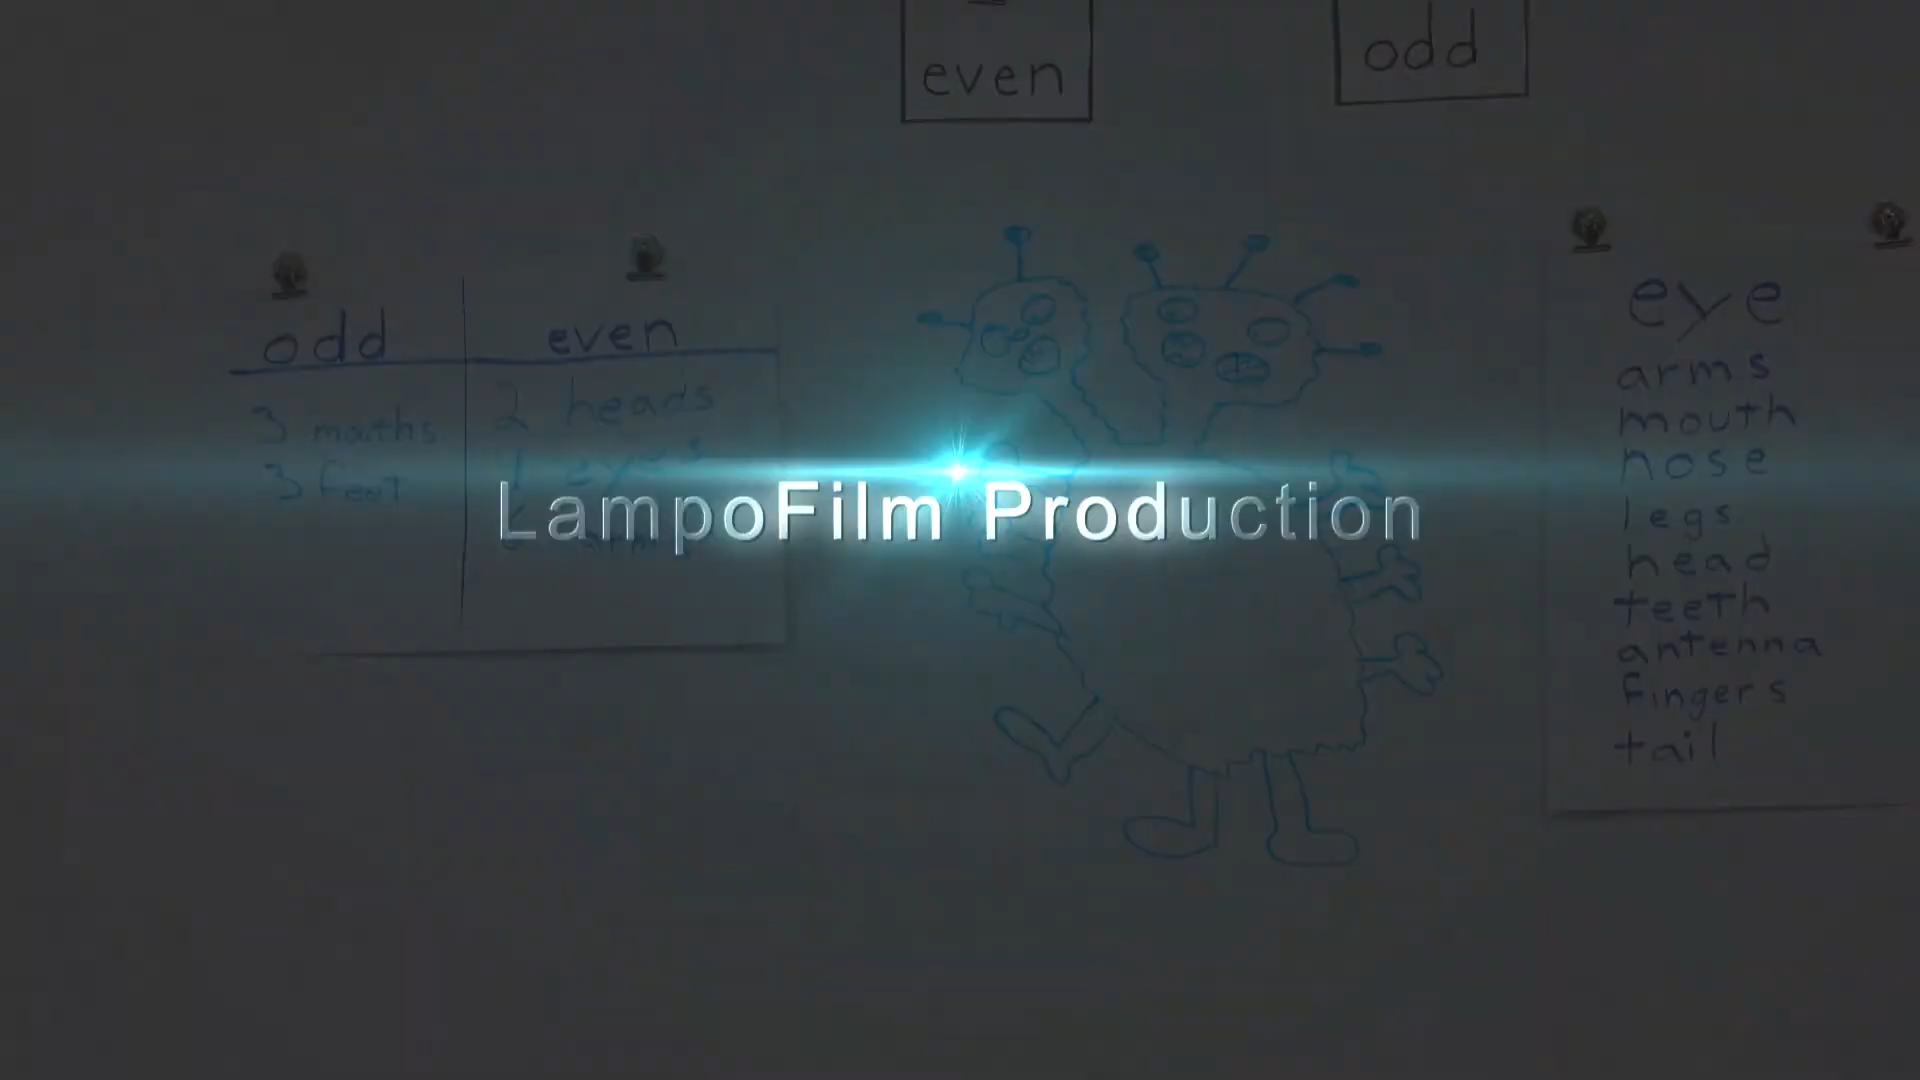 even
odd
odd even
3 mouths 2 heads
3 feet
eyes
LampoFilm Production
eye
arms
mouth
nose
legs
head
teeth
antenna
fingers
tail